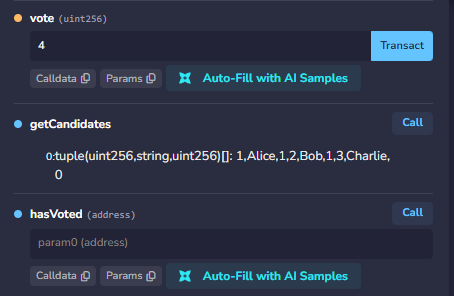 vote (uint256)
4 Transact
Calldata Params Auto-Fill with AI Samples
getCandidates Call
0:tuple(uint256,string,uint256)[]: 1,Alice,1,2,Bob,1,3,Charlie,
0
hasVoted (address) Call
param0 (address)
Calldata Params Auto-Fill with AI Samples